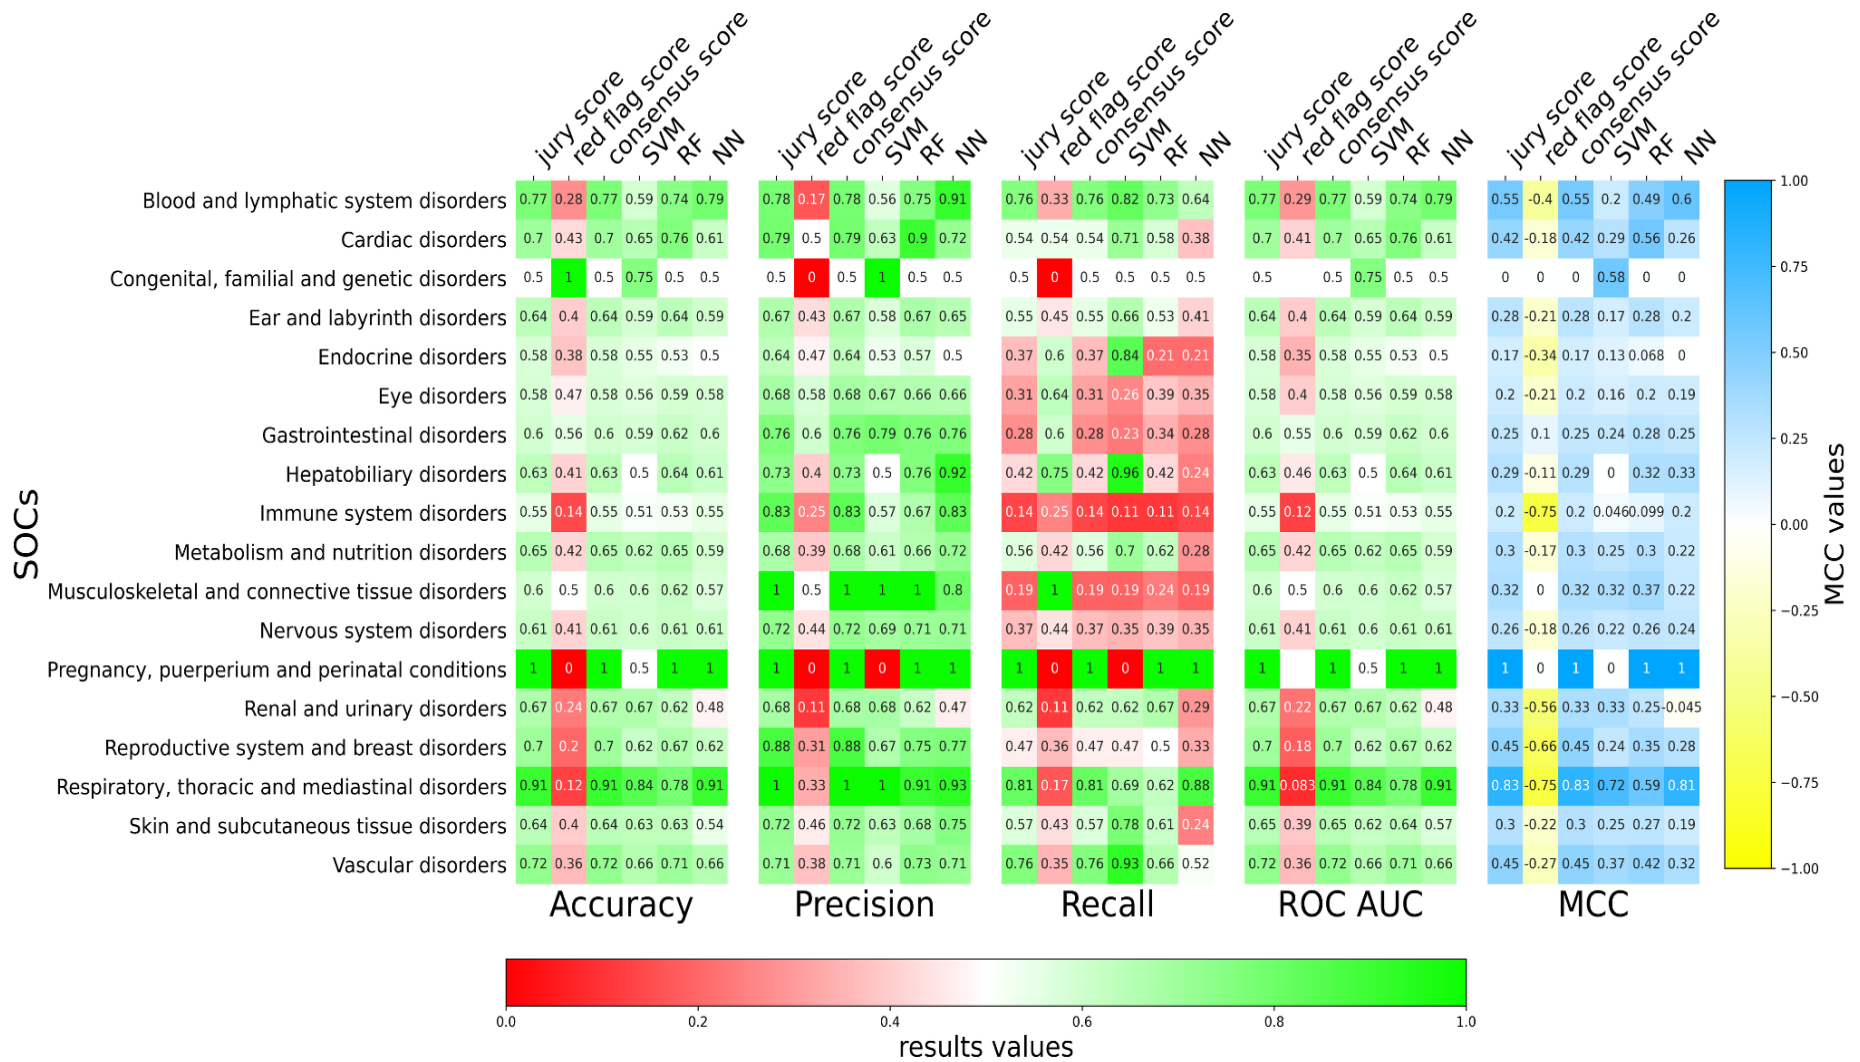 jury score red flag score consensus score SVM RF NN jury score red flag score consensus score SVM RF NN jury score red flag score consensus score SVM RF NN jury score red flag score consensus score SVM RF NN jury score red flag score consensus score SVM RF NN
Blood and lymphatic system disorders 0.77 0.28 0.77 0.59 0.74 0.79 0.78 0.17 0.78 0.56 0.75 0.91 0.76 0.33 0.76 0.82 0.73 0.64 0.77 0.29 0.77 0.59 0.74 0.79 0.55 -0.4 0.55 0.2 0.49 0.6
Cardiac disorders 0.7 0.43 0.7 0.65 0.76 0.61 0.79 0.5 0.79 0.63 0.9 0.72 0.54 0.54 0.54 0.71 0.58 0.38 0.7 0.41 0.7 0.65 0.76 0.61 0.42 -0.18 0.42 0.29 0.56 0.26
Congenital, familial and genetic disorders 0.5 1 0.5 0.75 0.5 0.5 0.5 0 0.5 1 0.5 0.5 0.5 0 0.5 0.5 0.5 0.5 0.5 0.5 0.75 0.5 0.5 0 0 0 0.58 0 0
Ear and labyrinth disorders 0.64 0.4 0.64 0.59 0.64 0.59 0.67 0.43 0.67 0.58 0.67 0.65 0.55 0.45 0.55 0.66 0.53 0.41 0.64 0.4 0.64 0.59 0.64 0.59 0.28 -0.21 0.28 0.17 0.28 0.2
Endocrine disorders 0.58 0.38 0.58 0.55 0.53 0.5 0.64 0.47 0.64 0.53 0.57 0.5 0.37 0.6 0.37 0.84 0.21 0.21 0.58 0.35 0.58 0.55 0.53 0.5 0.17 -0.34 0.17 0.13 0.068 0
Eye disorders 0.58 0.47 0.58 0.56 0.59 0.58 0.68 0.58 0.68 0.67 0.66 0.66 0.31 0.64 0.31 0.26 0.39 0.35 0.58 0.4 0.58 0.56 0.59 0.58 0.2 -0.21 0.2 0.16 0.2 0.19
Gastrointestinal disorders 0.6 0.56 0.6 0.59 0.62 0.6 0.76 0.6 0.76 0.79 0.76 0.76 0.28 0.6 0.28 0.23 0.34 0.28 0.6 0.55 0.6 0.59 0.62 0.6 0.25 0.1 0.25 0.24 0.28 0.25
Hepatobiliary disorders 0.63 0.41 0.63 0.5 0.64 0.61 0.73 0.4 0.73 0.5 0.76 0.92 0.42 0.75 0.42 0.96 0.42 0.24 0.63 0.46 0.63 0.5 0.64 0.61 0.29 -0.11 0.29 0 0.32 0.33
Immune system disorders 0.55 0.14 0.55 0.51 0.53 0.55 0.83 0.25 0.83 0.57 0.67 0.83 0.14 0.25 0.14 0.11 0.11 0.14 0.55 0.12 0.55 0.51 0.53 0.55 0.2 -0.75 0.2 0.046 0.099 0.2
Metabolism and nutrition disorders 0.65 0.42 0.65 0.62 0.65 0.59 0.68 0.39 0.68 0.61 0.66 0.72 0.56 0.42 0.56 0.7 0.62 0.28 0.65 0.42 0.65 0.62 0.65 0.59 0.3 -0.17 0.3 0.25 0.3 0.22
Musculoskeletal and connective tissue disorders 0.6 0.5 0.6 0.6 0.62 0.57 1 0.5 1 1 1 0.8 0.19 1 0.19 0.19 0.24 0.19 0.6 0.5 0.6 0.6 0.62 0.57 0.32 0 0.32 0.32 0.37 0.22
Nervous system disorders 0.61 0.41 0.61 0.6 0.61 0.61 0.72 0.44 0.72 0.69 0.71 0.71 0.37 0.44 0.37 0.35 0.39 0.35 0.61 0.41 0.61 0.6 0.61 0.61 0.26 -0.18 0.26 0.22 0.26 0.24
Pregnancy, puerperium and perinatal conditions 1 0 1 0.5 1 1 1 0 1 0 1 1 1 0 1 0 1 1 1 1 0.5 1 1 1 0 1 0 1 1
Renal and urinary disorders 0.67 0.24 0.67 0.67 0.62 0.48 0.68 0.11 0.68 0.68 0.62 0.47 0.62 0.11 0.62 0.62 0.67 0.29 0.67 0.22 0.67 0.67 0.62 0.48 0.33 -0.56 0.33 0.33 0.25 -0.045
Reproductive system and breast disorders 0.7 0.2 0.7 0.62 0.67 0.62 0.88 0.31 0.88 0.67 0.75 0.77 0.47 0.36 0.47 0.47 0.5 0.33 0.7 0.18 0.7 0.62 0.67 0.62 0.45 -0.66 0.45 0.24 0.35 0.28
Respiratory, thoracic and mediastinal disorders 0.91 0.12 0.91 0.84 0.78 0.91 1 0.33 1 1 0.91 0.93 0.81 0.17 0.81 0.69 0.62 0.88 0.91 0.083 0.91 0.84 0.78 0.91 0.83 -0.75 0.83 0.72 0.59 0.81
Skin and subcutaneous tissue disorders 0.64 0.4 0.64 0.63 0.63 0.54 0.72 0.46 0.72 0.63 0.68 0.75 0.57 0.43 0.57 0.78 0.61 0.24 0.65 0.39 0.65 0.62 0.64 0.57 0.3 -0.22 0.3 0.25 0.27 0.19
Vascular disorders 0.72 0.36 0.72 0.66 0.71 0.66 0.71 0.38 0.71 0.6 0.73 0.71 0.76 0.35 0.76 0.93 0.66 0.52 0.72 0.36 0.72 0.66 0.71 0.66 0.45 -0.27 0.45 0.37 0.42 0.32
SOCs
Accuracy Precision Recall ROC AUC MCC
1.00
0.75
0.50
0.25
0.00
−0.25
−0.50
−0.75
−1.00
MCC values
0.0 0.2 0.4 0.6 0.8 1.0
results values